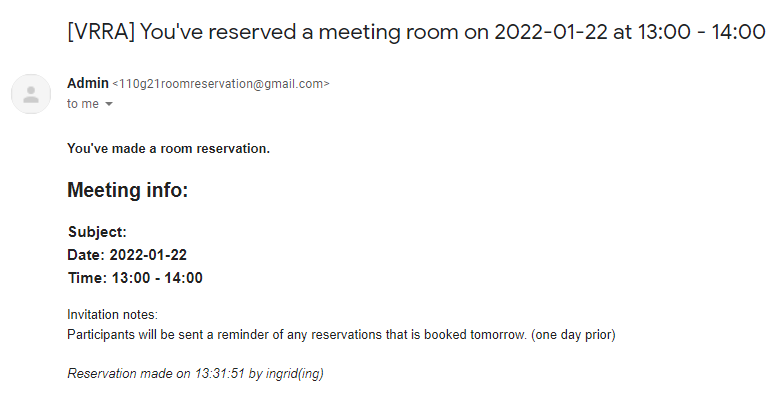 [VRRA] You've reserved a meeting room on 2022-01-22 at 13:00 - 14:00
Admin <110g21roomreservation@gmail.com>
to me
You've made a room reservation.
Meeting info:
Subject:
Date: 2022-01-22
Time: 13:00 - 14:00
Invitation notes:
Participants will be sent a reminder of any reservations that is booked tomorrow. (one day prior)
Reservation made on 13:31:51 by ingrid(ing)